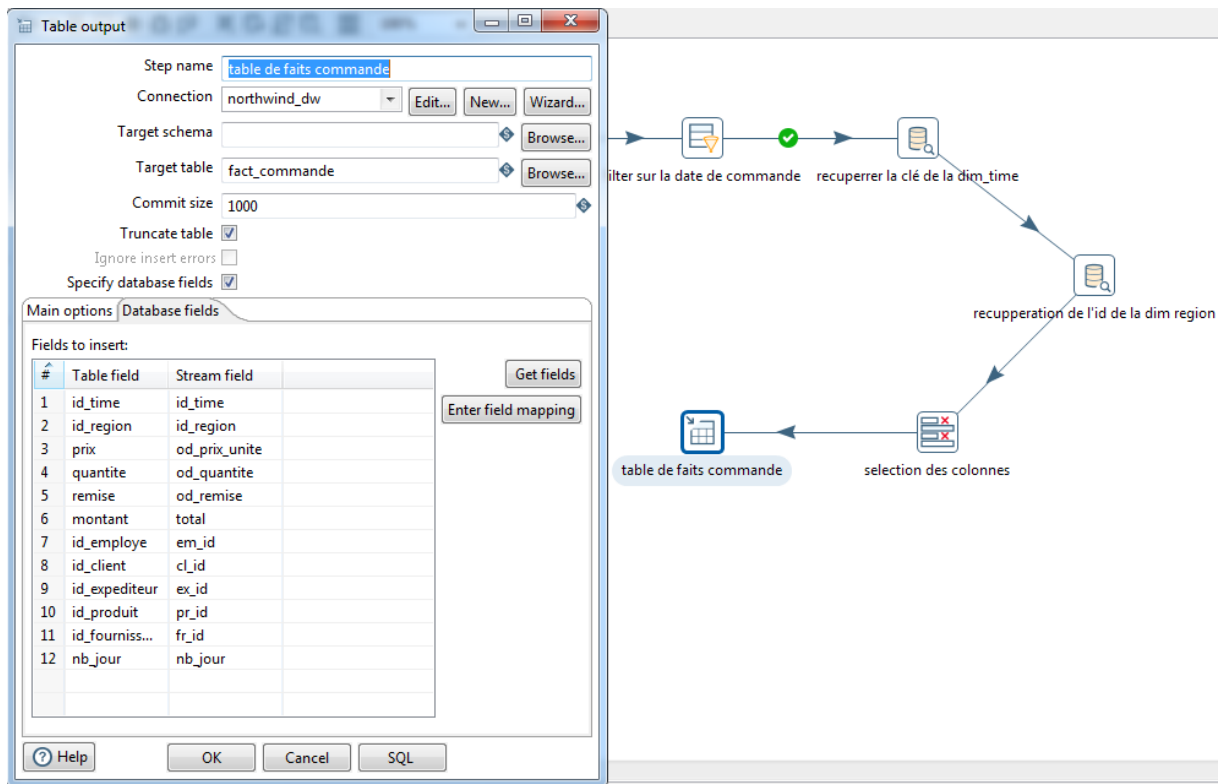 Table output
Step name table de faits commande
Connection northwind_dw Edit... New... Wizard...
Target schema Browse...
Target table fact_commande Browse...
Commit size 1000
Truncate table
Ignore insert errors
Specify database fields
Main options Database fields
Fields to insert:
# Table field Stream field
Get fields
Enter field mapping
1 id_time id_time
2 id_region id_region
3 prix od_prix_unite
4 quantite od_quantite
5 remise od_remise
6 montant total
7 id_employe em_id
8 id_client cl_id
9 id_expediteur ex_id
10 id_produit pr_id
11 id_fourniss... fr_id
12 nb_jour nb_jour
Help OK Cancel SQL
ilter sur la date de commande
recuperrer la clé de la dim_time
recupperation de l'id de la dim region
table de faits commande
selection des colonnes